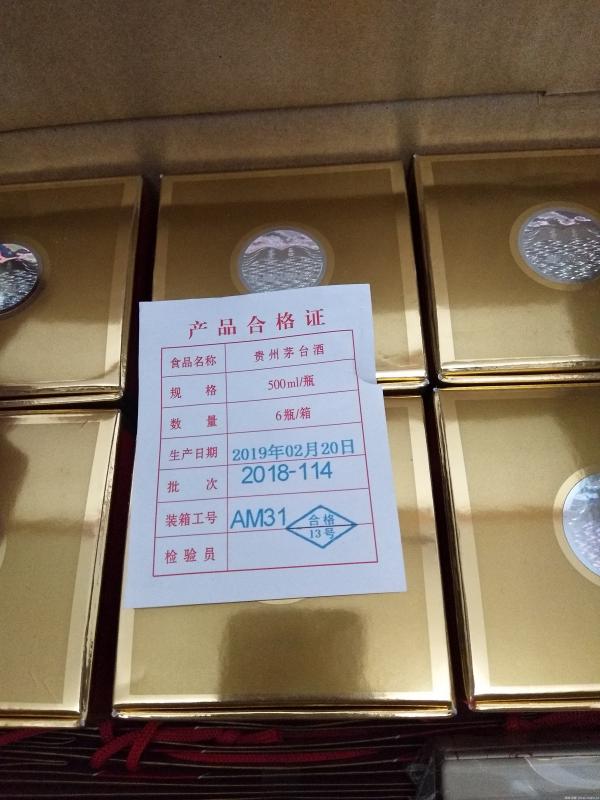 产品合格证
食品名称 贵州茅台酒
规 格 500ml/瓶
数 量 6瓶/箱
生产日期 2019年02月20日
批 次 2018-114
装箱工号 AM31
合格
13号
检验员